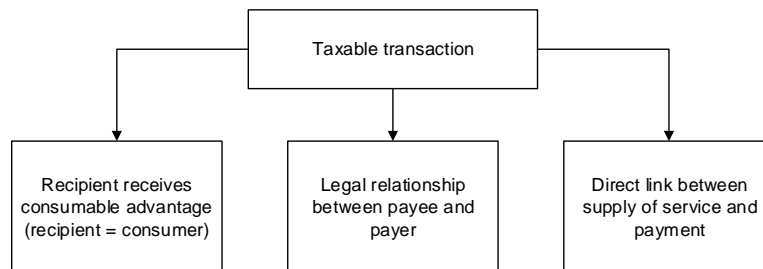 Taxable transaction
Recipient receives
consumable advantage
(recipient = consumer)
Legal relationship
between payee and
payer
Direct link between
supply of service and
payment